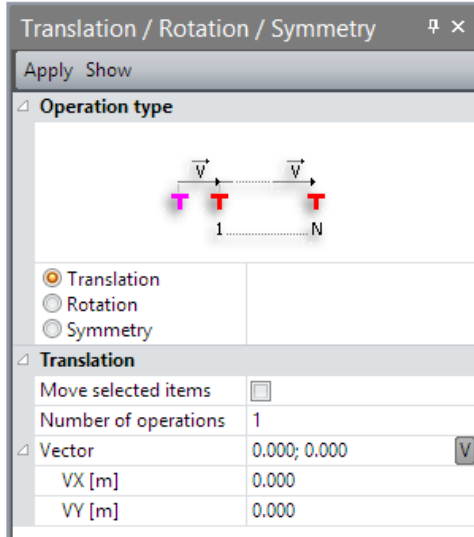 Translation / Rotation / Symmetry
Apply Show
Operation type
V V
T T T
1 N
Translation
Rotation
Symmetry
Translation
Move selected items
Number of operations 1
Vector 0.000; 0.000 V
VX [m] 0.000
VY [m] 0.000